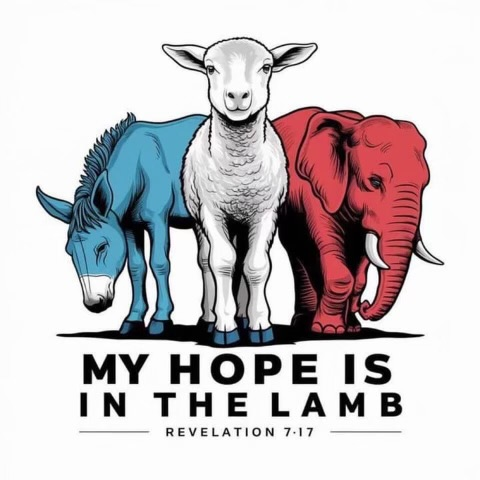 MY HOPE IS
IN THE LAMB
REVELATION 7·17